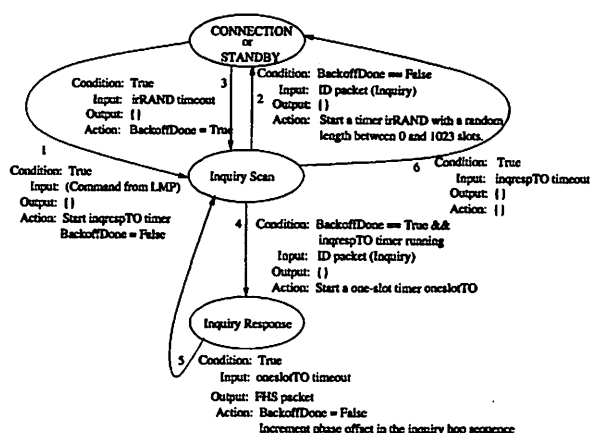 CONNECTION
or
STANDBY
3
Condition: True
Input: irRAND timeout
Output: { }
Action: BackoffDone = True
2
Condition: BackoffDone == False
Input: ID packet (Inquiry)
Output: { }
Action: Start a timer irRAND with a random
length between 0 and 1023 slots.
1
Condition: True
Input: (Command from LMP)
Output: { }
Action: Start inqrespTO timer
BackoffDone = False
Inquiry Scan
6
Condition: True
Input: inqrespTO timeout
Output: { }
Action: { }
4
Condition: BackoffDone == True &&
inqrespTO timer running
Input: ID packet (Inquiry)
Output: { }
Action: Start a one-slot timer oneslotTO
Inquiry Response
5
Condition: True
Input: oneslotTO timeout
Output: FHS packet
Action: BackoffDone = False
Increment phase offset in the inquiry hop sequence